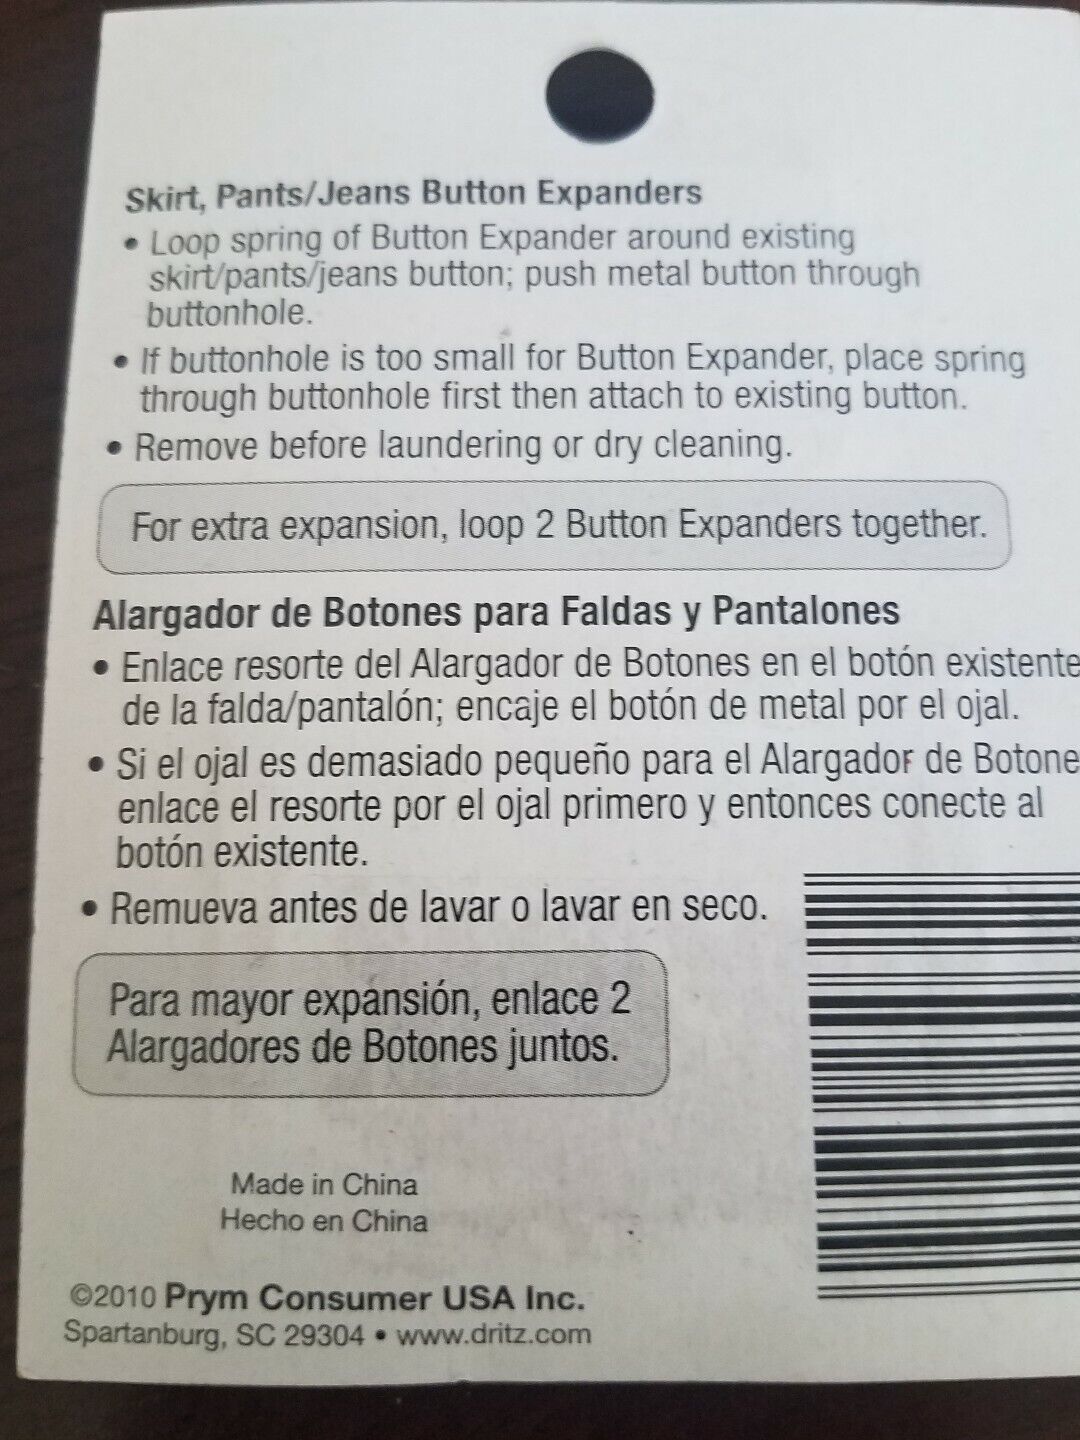 Skirt, Pants/Jeans Button Expanders
• Loop spring of Button Expander around existing
skirt/pants/jeans button; push metal button through
buttonhole.
• If buttonhole is too small for Button Expander, place spring
through buttonhole first then attach to existing button.
• Remove before laundering or dry cleaning.
For extra expansion, loop 2 Button Expanders together.
Alargador de Botones para Faldas y Pantalones
• Enlace resorte del Alargador de Botones en el botón existente
de la falda/pantalón; encaje el botón de metal por el ojal.
• Si el ojal es demasiado pequeño para el Alargador de Botone
enlace el resorte por el ojal primero y entonces conecte al
botón existente.
• Remueva antes de lavar o lavar en seco.
Para mayor expansión, enlace 2
Alargadores de Botones juntos.
Made in China
Hecho en China
©2010 Prym Consumer USA Inc.
Spartanburg, SC 29304 • www.dritz.com